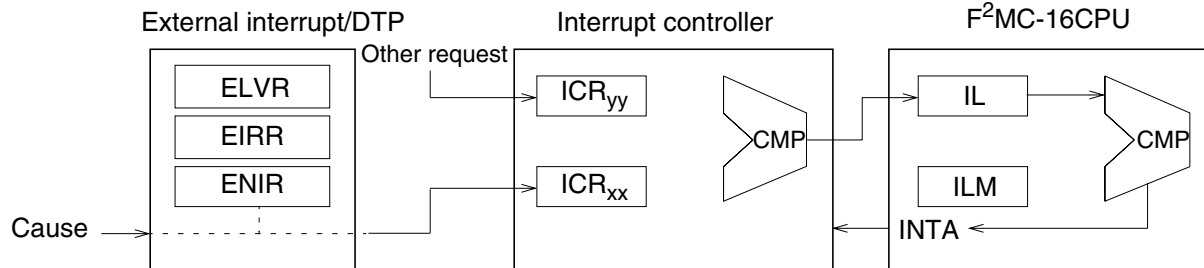 External interrupt/DTP
Interrupt controller
F²MC-16CPU
Other request
ELVR
EIRR
ENIR
Cause
ICRyy
ICRxx
CMP
IL
ILM
CMP
INTA